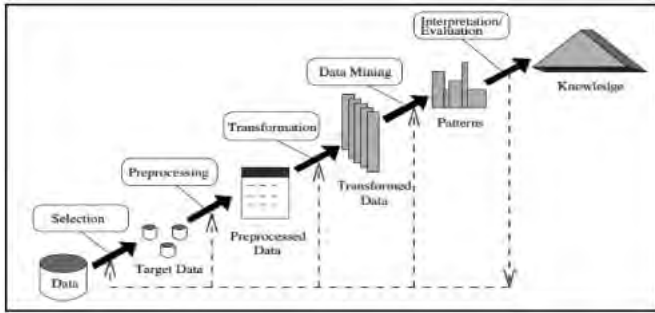 Interpretation/
Evaluation
Data Mining
Knowledge
Transformation
Patterns
Preprocessing
Transformed
Data
Selection
Preprocessed
Data
Target Data
Data